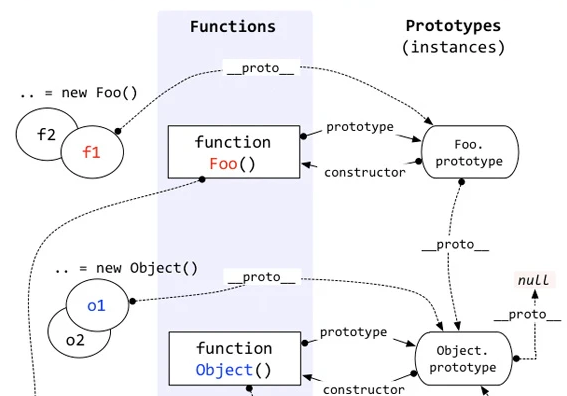 Functions
Prototypes
(instances)
__proto__
.. = new Foo()
f2
f1
function
Foo()
prototype
constructor
Foo.
prototype
__proto__
.. = new Object()
__proto__
o1
o2
null
__proto__
function
Object()
prototype
constructor
Object.
prototype